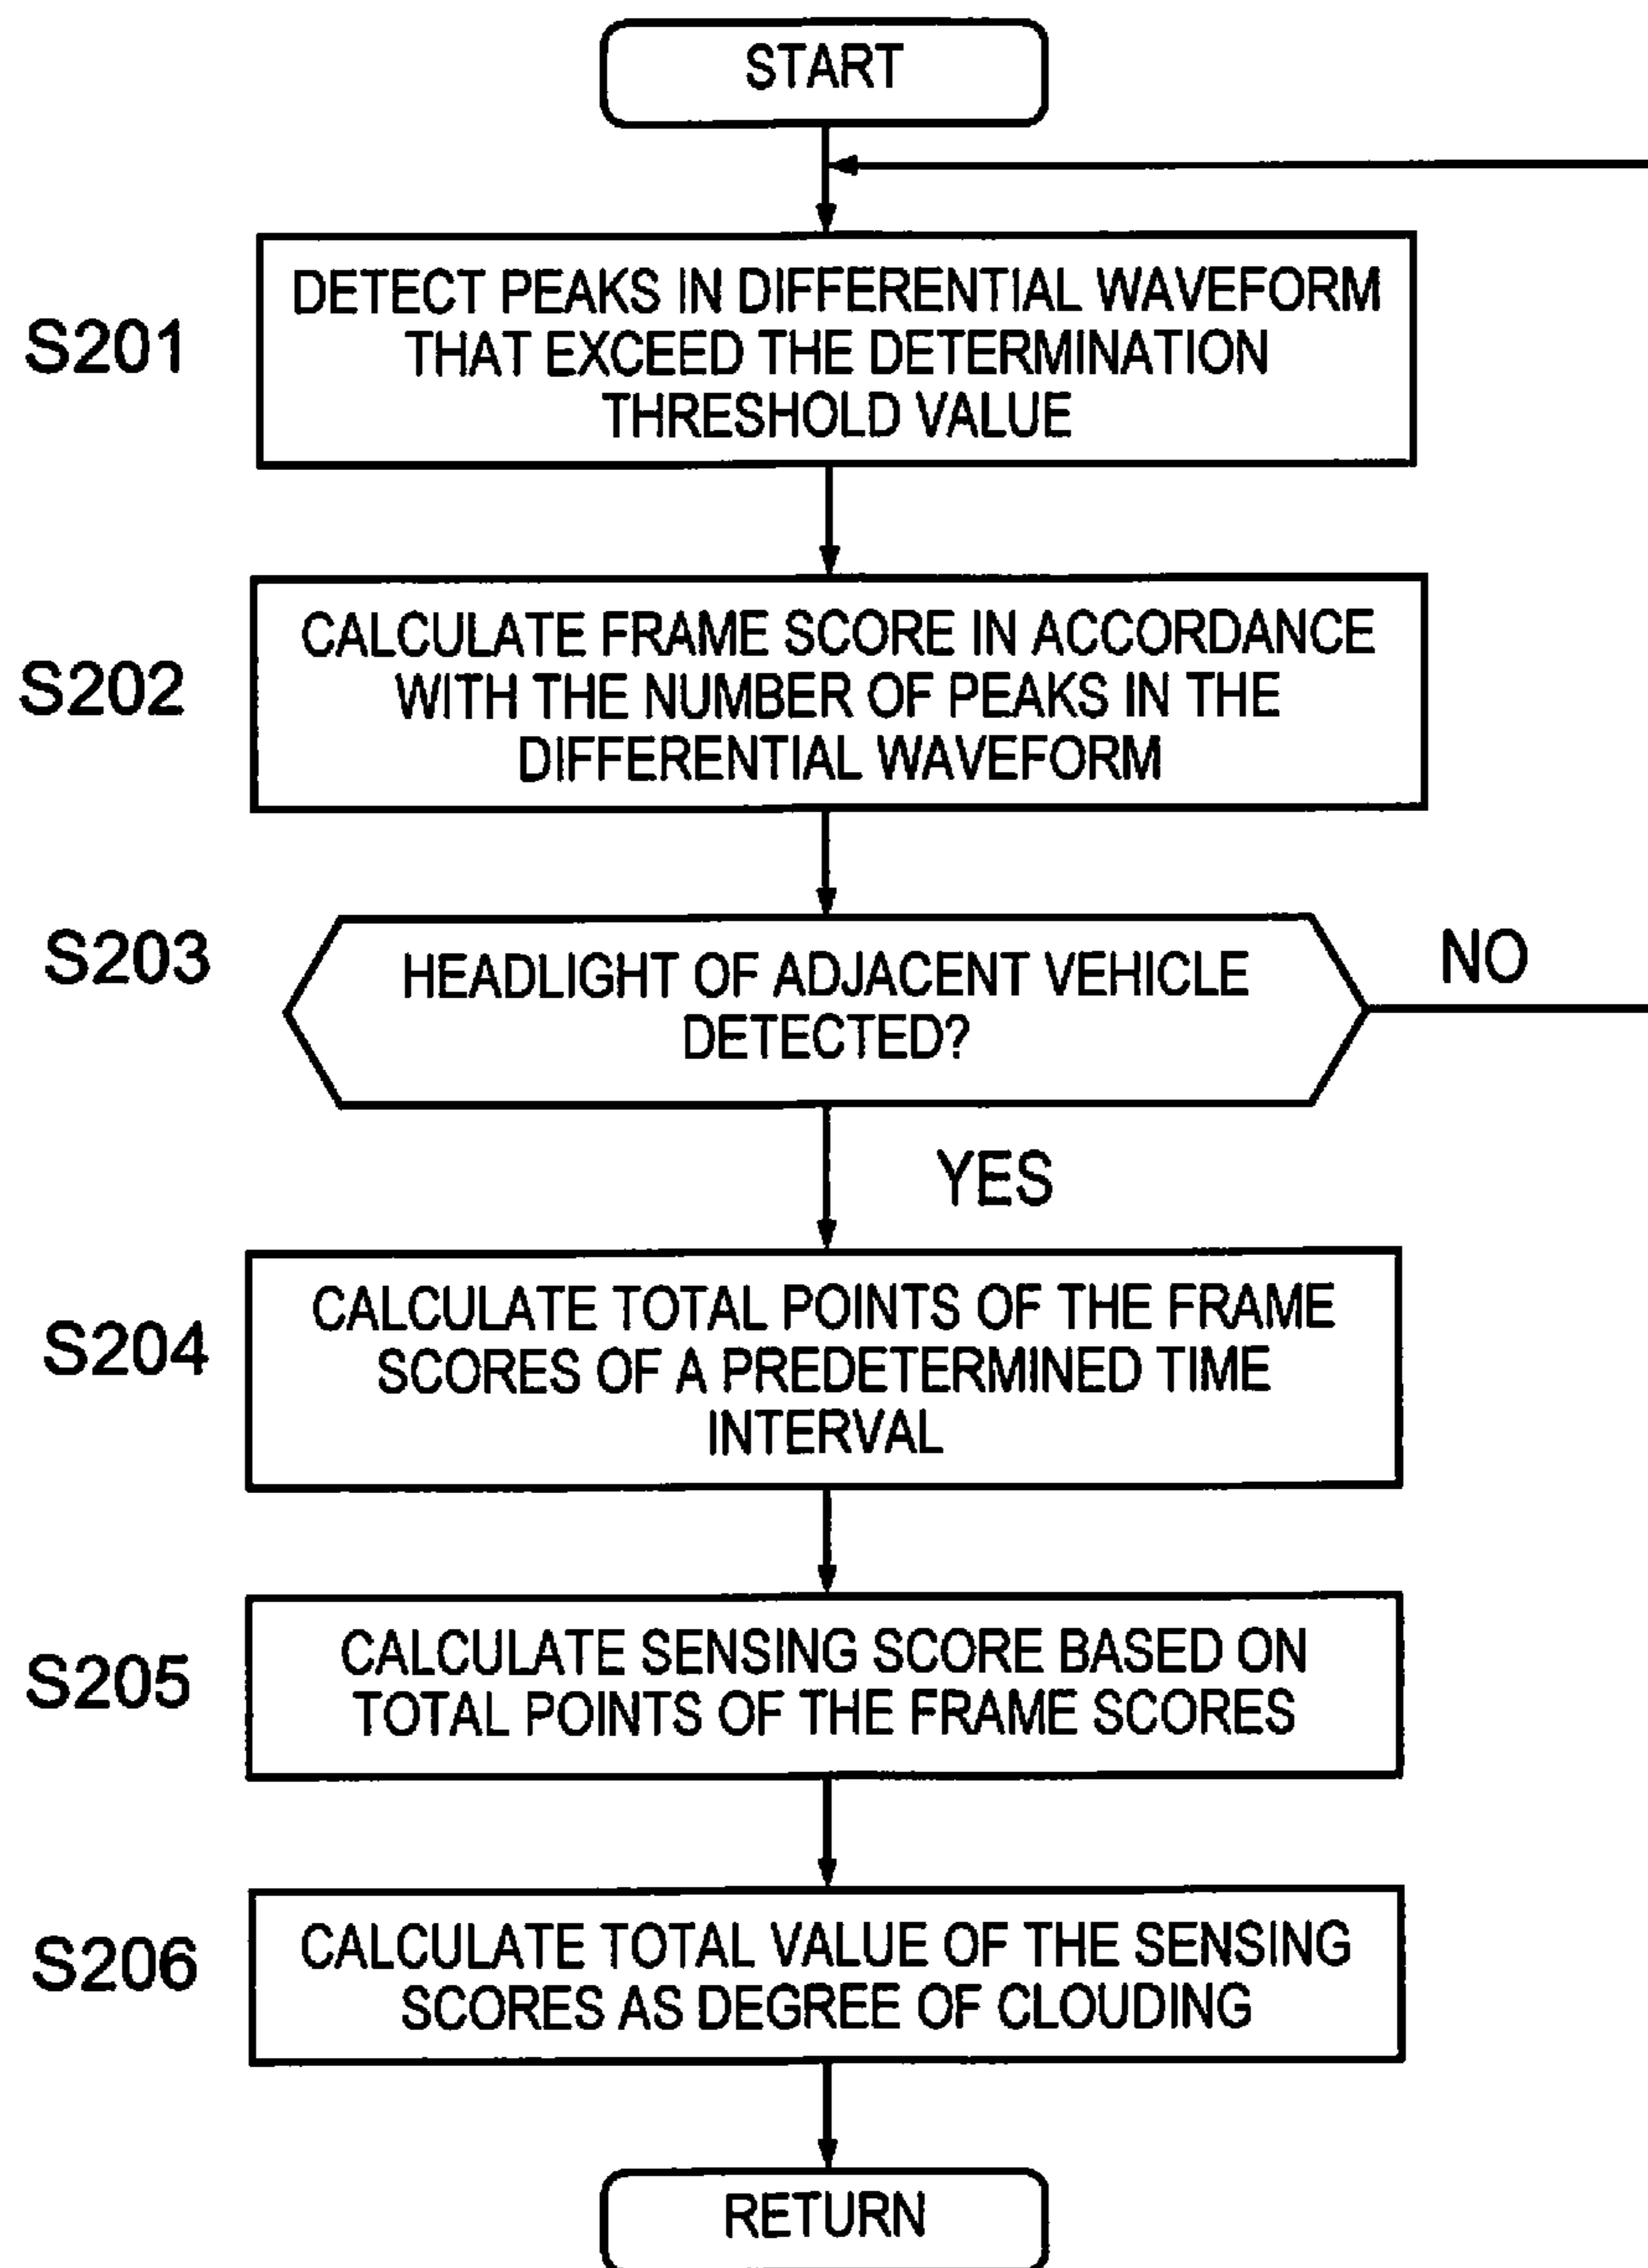 START
S201
DETECT PEAKS IN DIFFERENTIAL WAVEFORM
THAT EXCEED THE DETERMINATION
THRESHOLD VALUE
S202
CALCULATE FRAME SCORE IN ACCORDANCE
WITH THE NUMBER OF PEAKS IN THE
DIFFERENTIAL WAVEFORM
S203
HEADLIGHT OF ADJACENT VEHICLE
DETECTED?
NO
YES
S204
CALCULATE TOTAL POINTS OF THE FRAME
SCORES OF A PREDETERMINED TIME
INTERVAL
S205
CALCULATE SENSING SCORE BASED ON
TOTAL POINTS OF THE FRAME SCORES
S206
CALCULATE TOTAL VALUE OF THE SENSING
SCORES AS DEGREE OF CLOUDING
RETURN